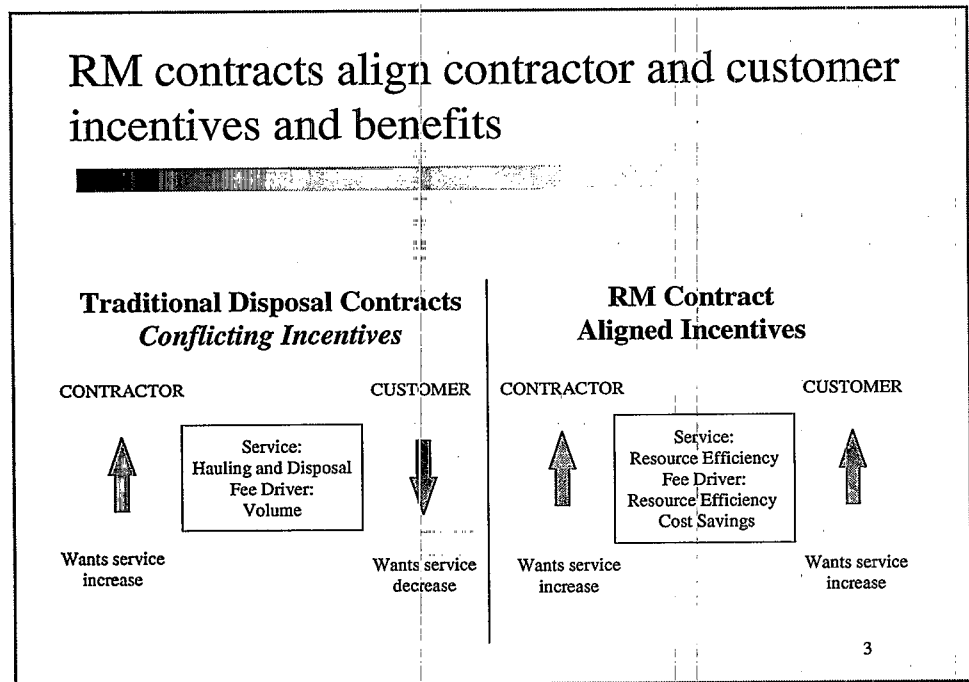 RM contracts align contractor and customer
incentives and benefits
Traditional Disposal Contracts
Conflicting Incentives
CONTRACTOR
CUSTOMER
Service:
Hauling and Disposal
Fee Driver:
Volume
Wants service
increase
Wants service
decrease
RM Contract
Aligned Incentives
CONTRACTOR
CUSTOMER
Service:
Resource Efficiency
Fee Driver:
Resource Efficiency
Cost Savings
Wants service
increase
Wants service
increase
3